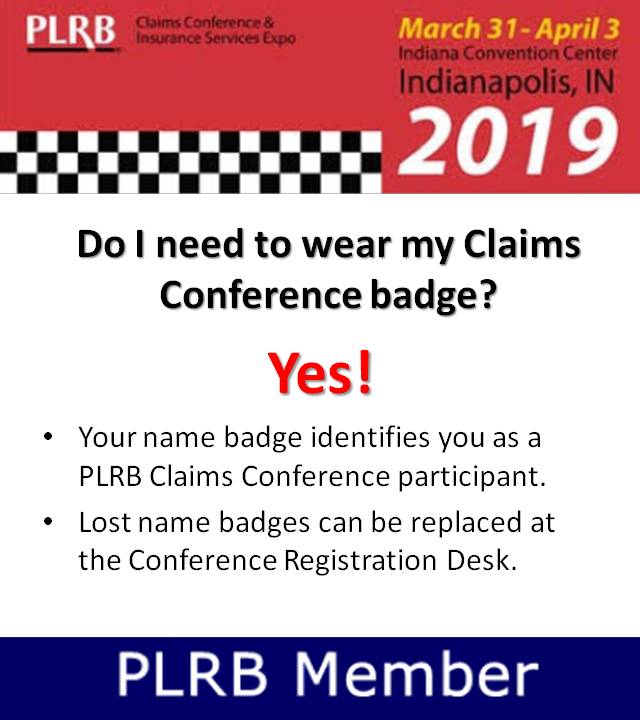 PLRB
Claims Conference &
Insurance Services Expo
March 31 - April 3
Indiana Convention Center
Indianapolis, IN
2019
Do I need to wear my Claims
Conference badge?
Yes!
• Your name badge identifies you as a
PLRB Claims Conference participant.
• Lost name badges can be replaced at
the Conference Registration Desk.
PLRB Member